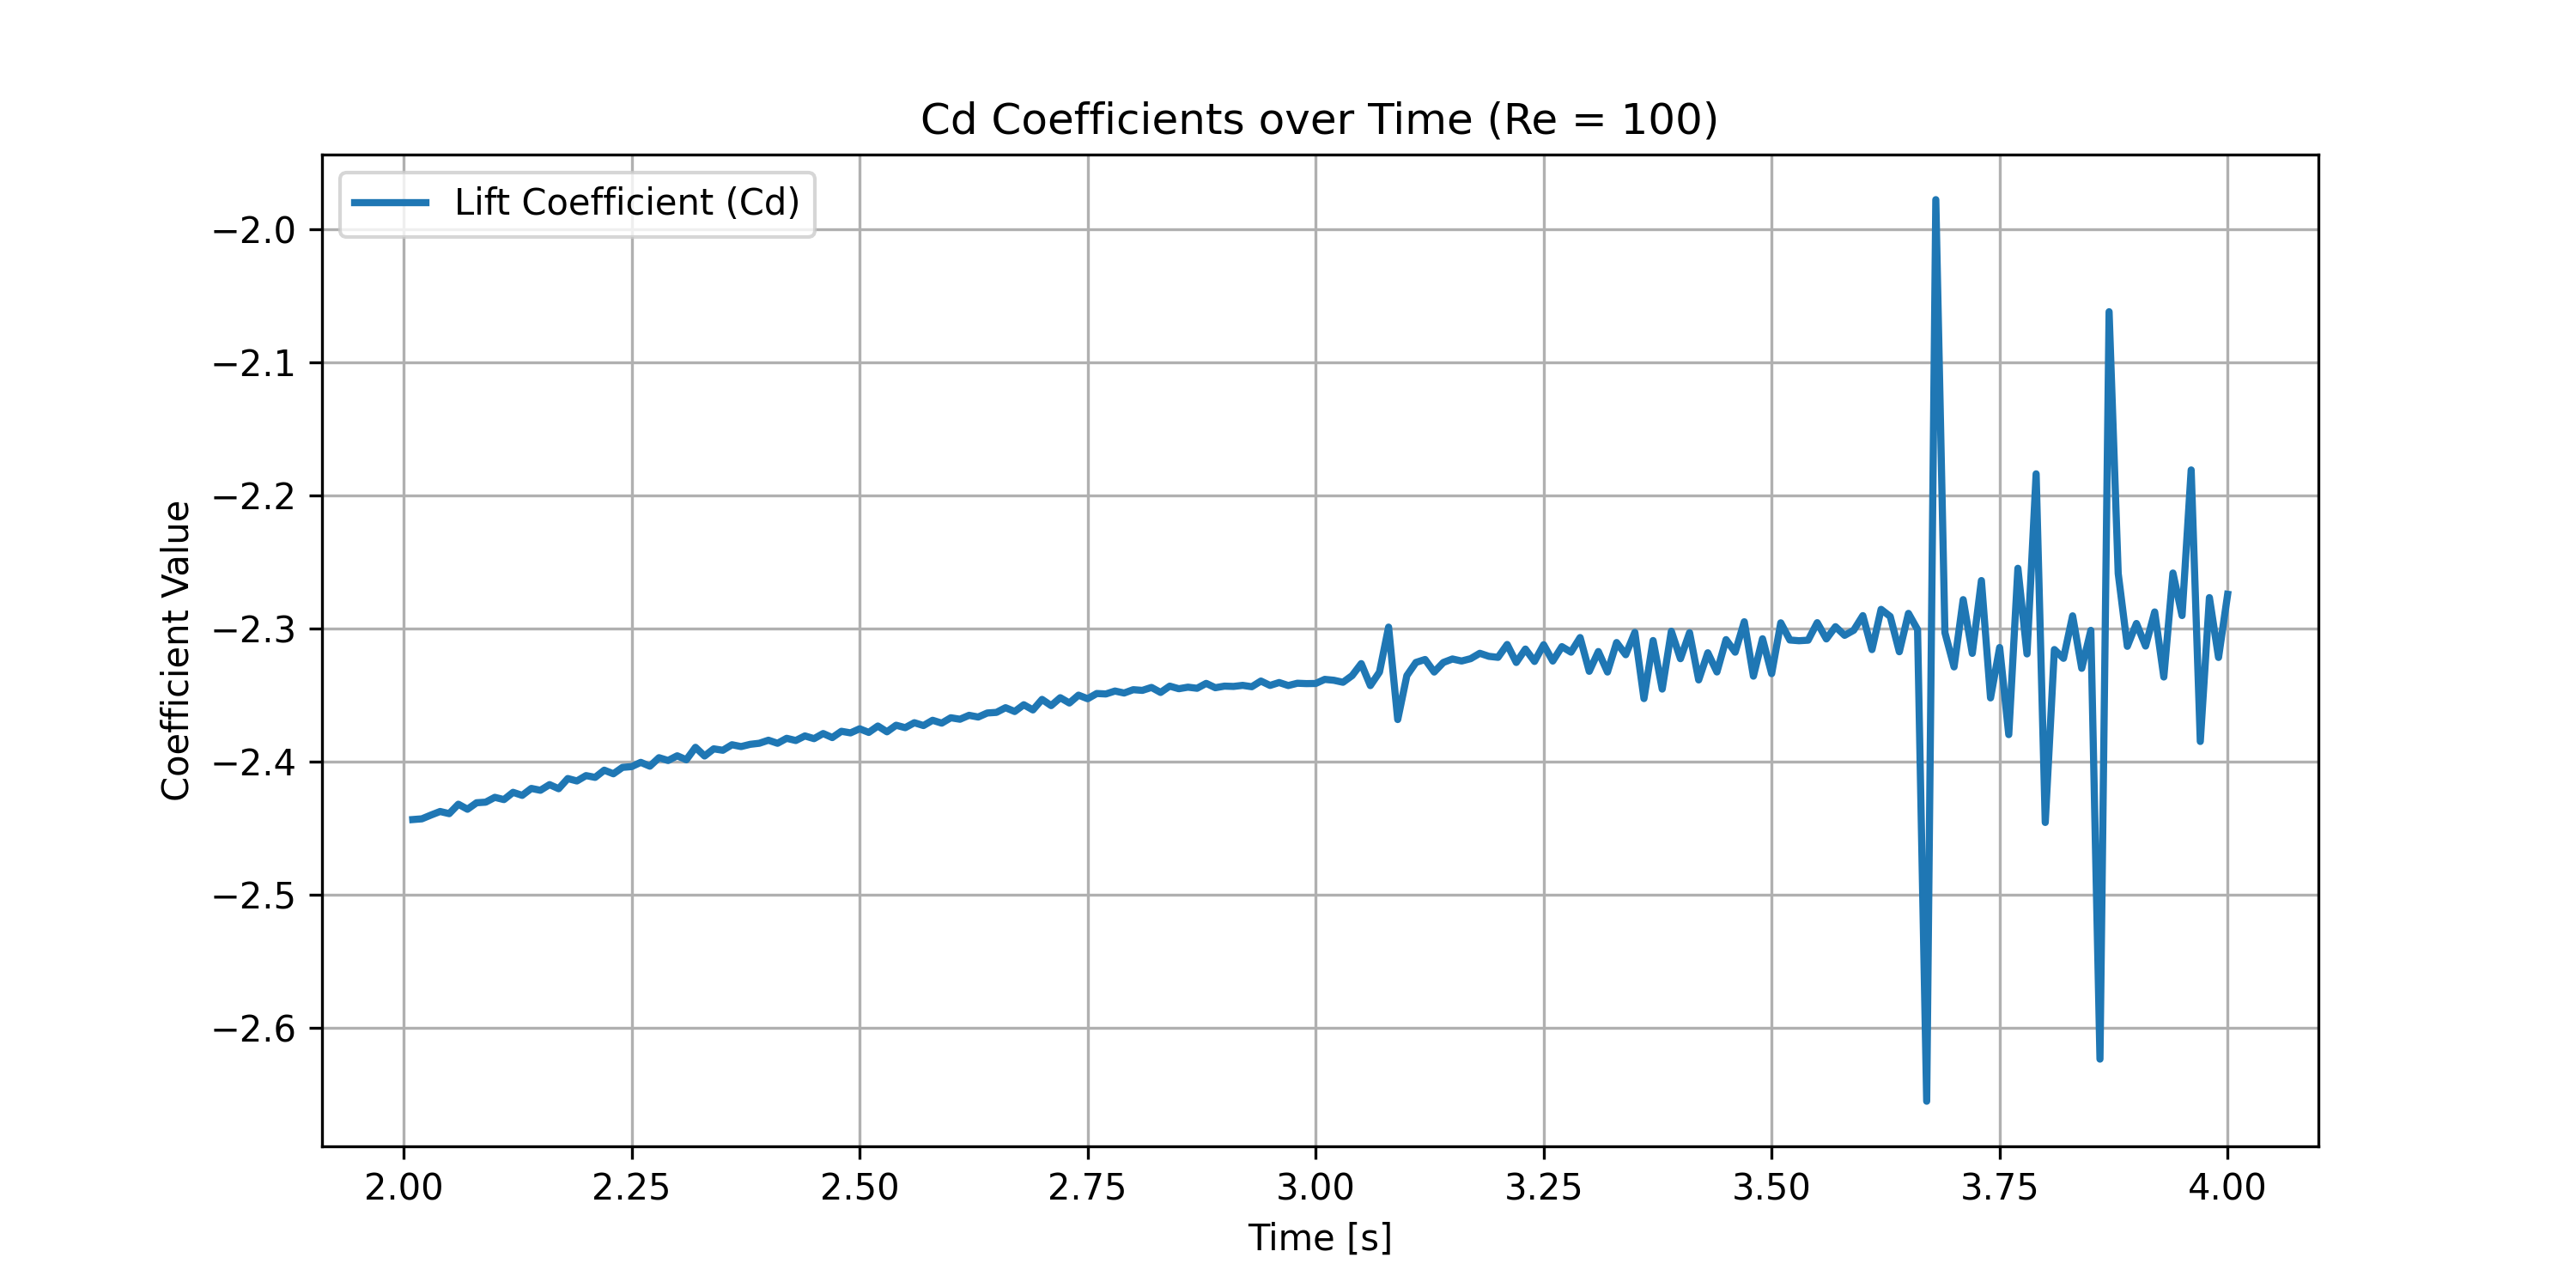 Cd Coefficients over Time (Re = 100)
Lift Coefficient (Cd)
Coefficient Value
−2.0
−2.1
−2.2
−2.3
−2.4
−2.5
−2.6
2.00 2.25 2.50 2.75 3.00 3.25 3.50 3.75 4.00
Time [s]